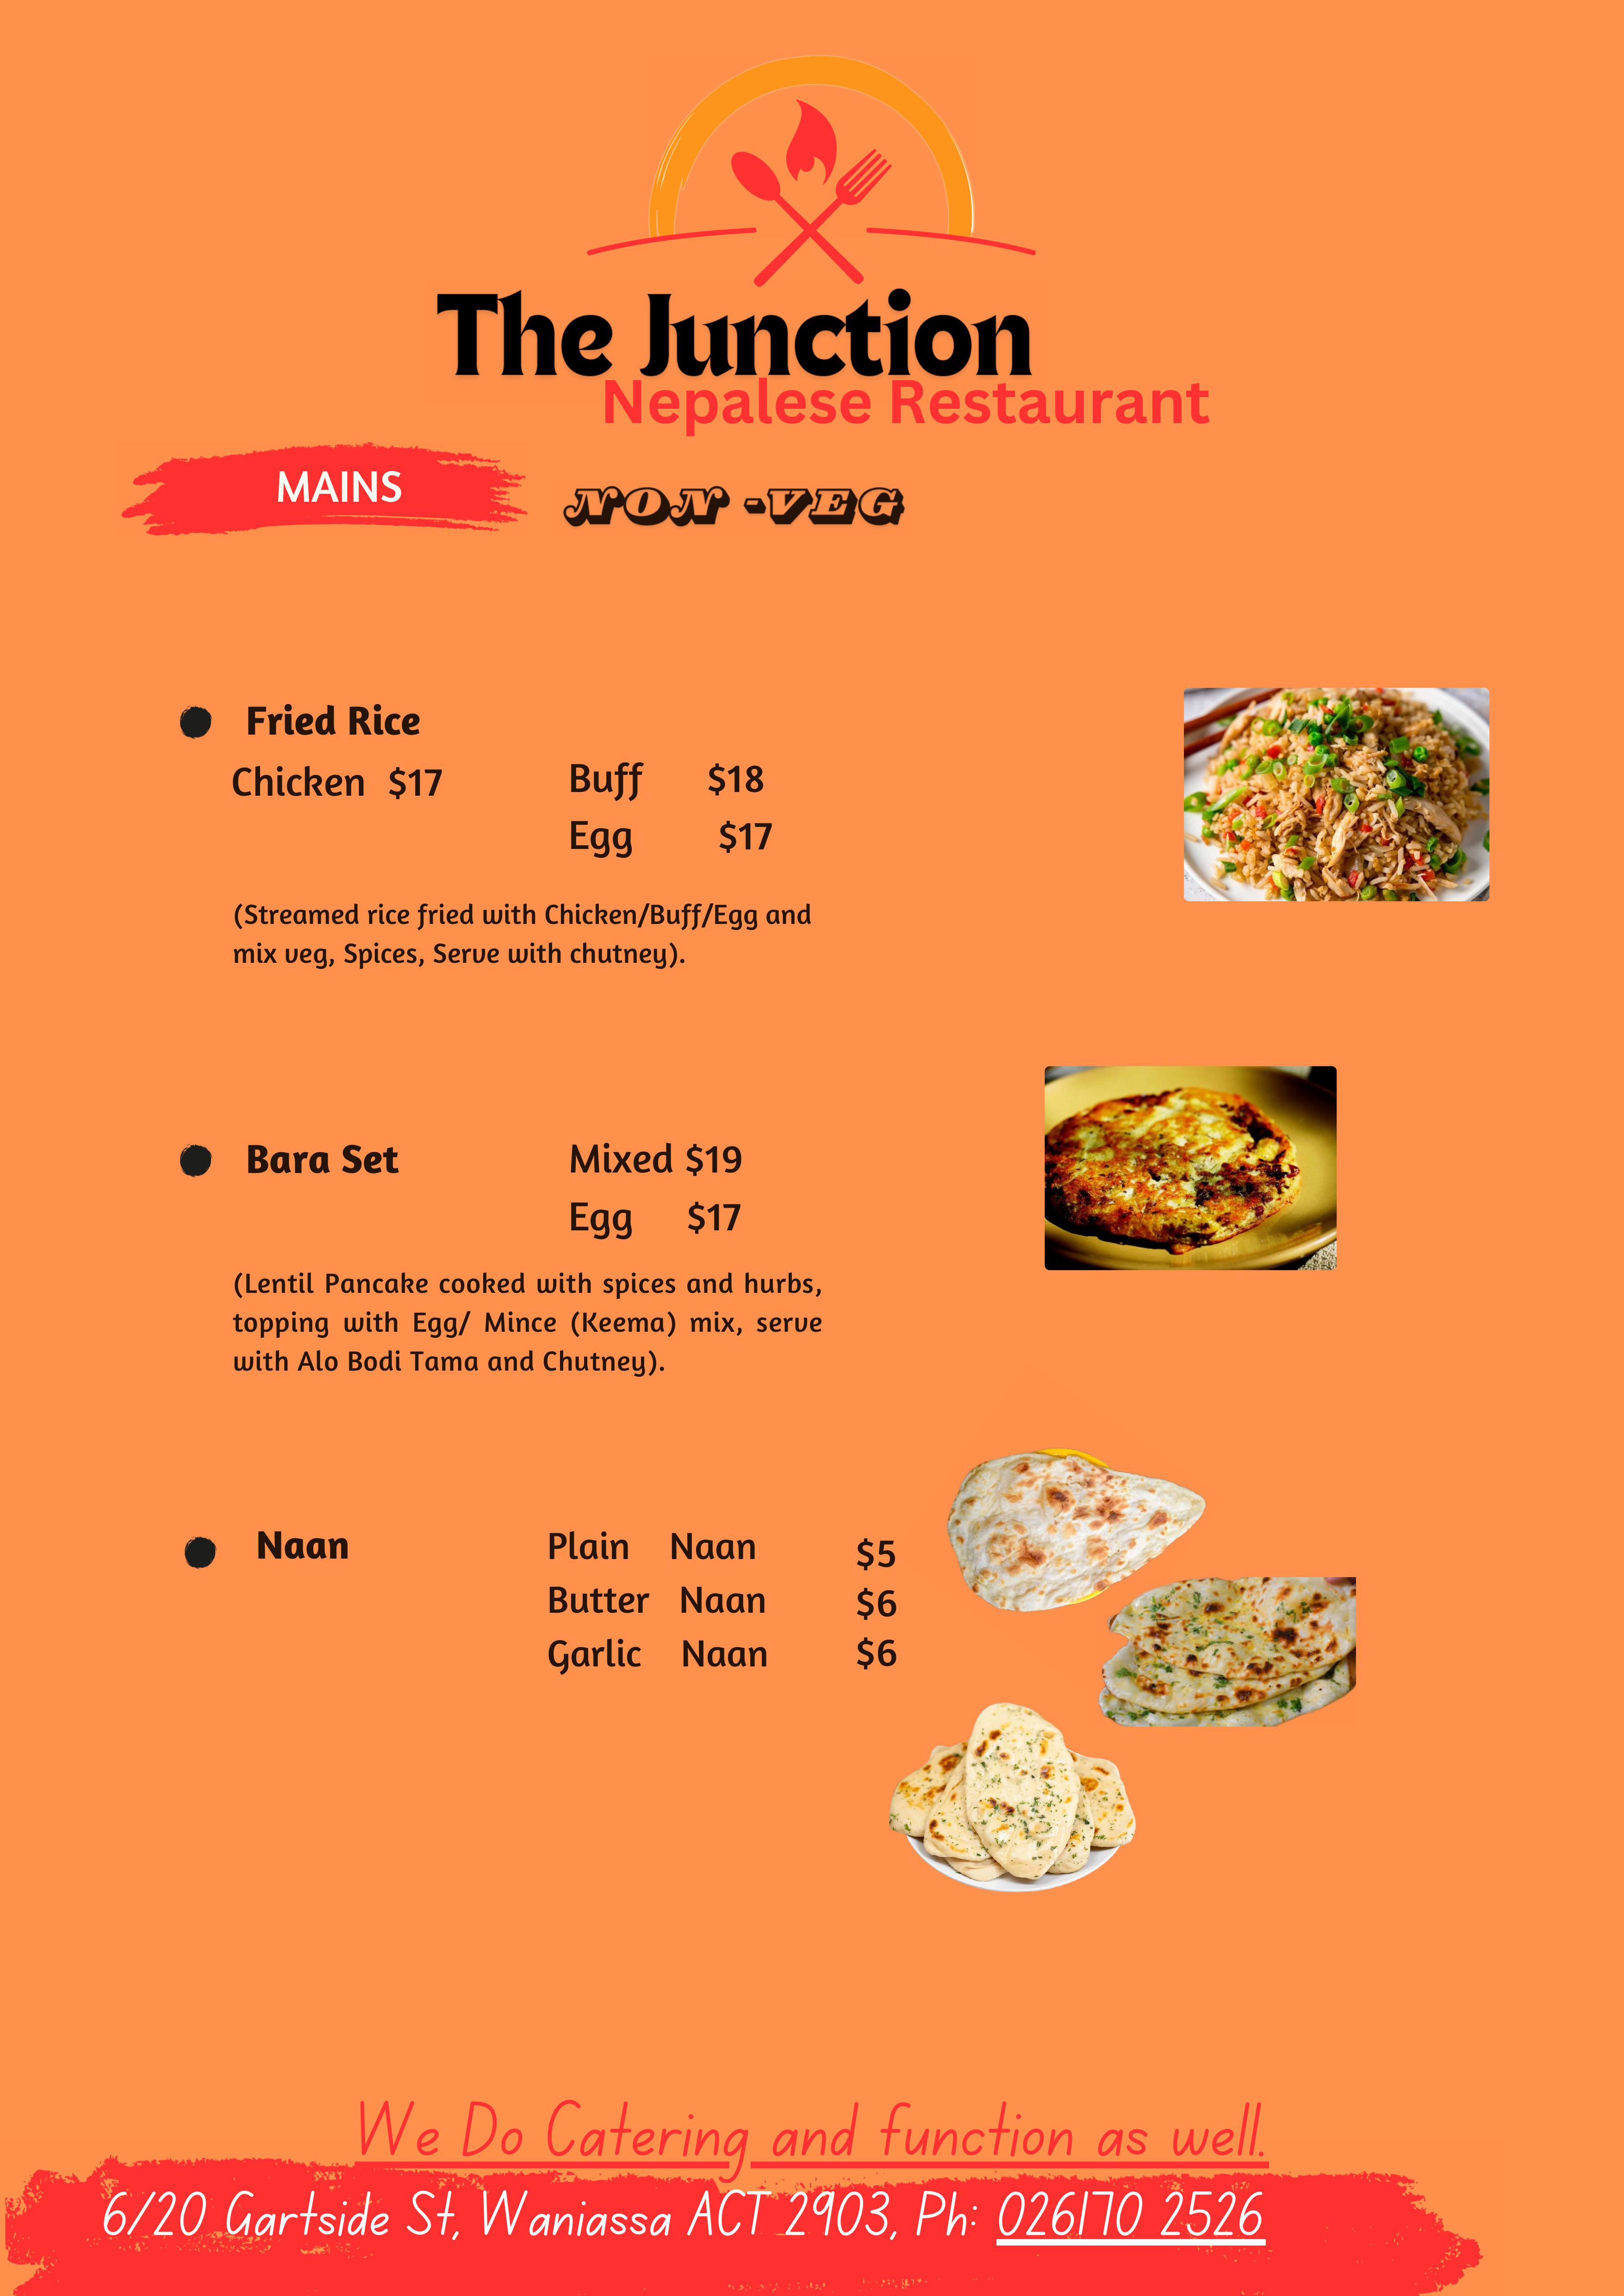 The Junction
Nepalese Restaurant
MAINS
NON -VEG
Fried Rice
Chicken $17
Buff $18
Egg $17
(Streamed rice fried with Chicken/Buff/Egg and
mix veg, Spices, Serve with chutney).
Bara Set
Mixed $19
Egg $17
(Lentil Pancake cooked with spices and hurbs,
topping with Egg/ Mince (Keema) mix, serve
with Alo Bodi Tama and Chutney).
Naan
Plain Naan $5
Butter Naan $6
Garlic Naan $6
We Do Catering and function as well.
6/20 Gartside St, Waniassa ACT 2903, Ph: 026170 2526